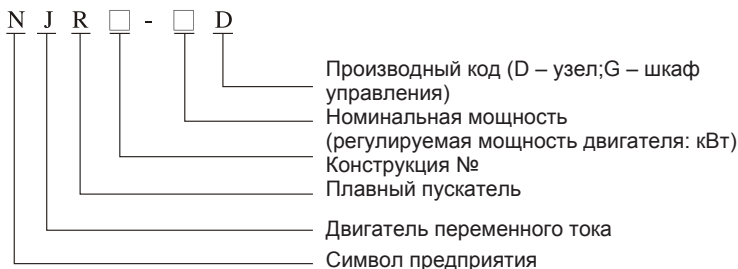 N J R □ - □ D
Производный код (D – узел;G – шкаф
управления)
Номинальная мощность
(регулируемая мощность двигателя: кВт)
Конструкция №
Плавный пускатель
Двигатель переменного тока
Символ предприятия